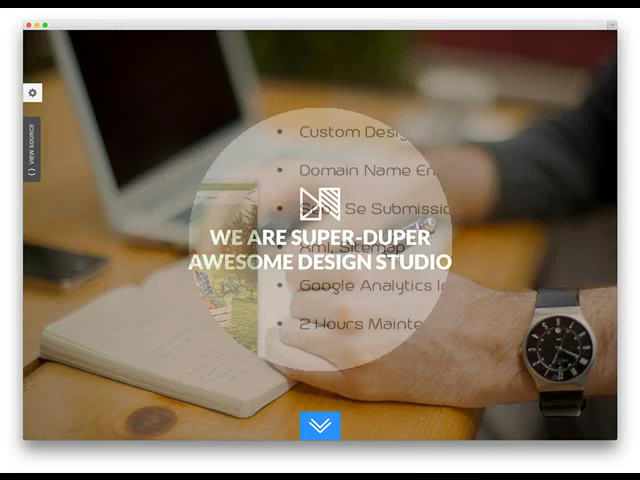 VIEW SOURCE
Custom Desig
Domain Name Em
Se Submissio
WE ARE SUPER-DUPER
Xml, Sitemap
AWESOME DESIGN STUDIO
Google Analytics In
2 Hours Mainte